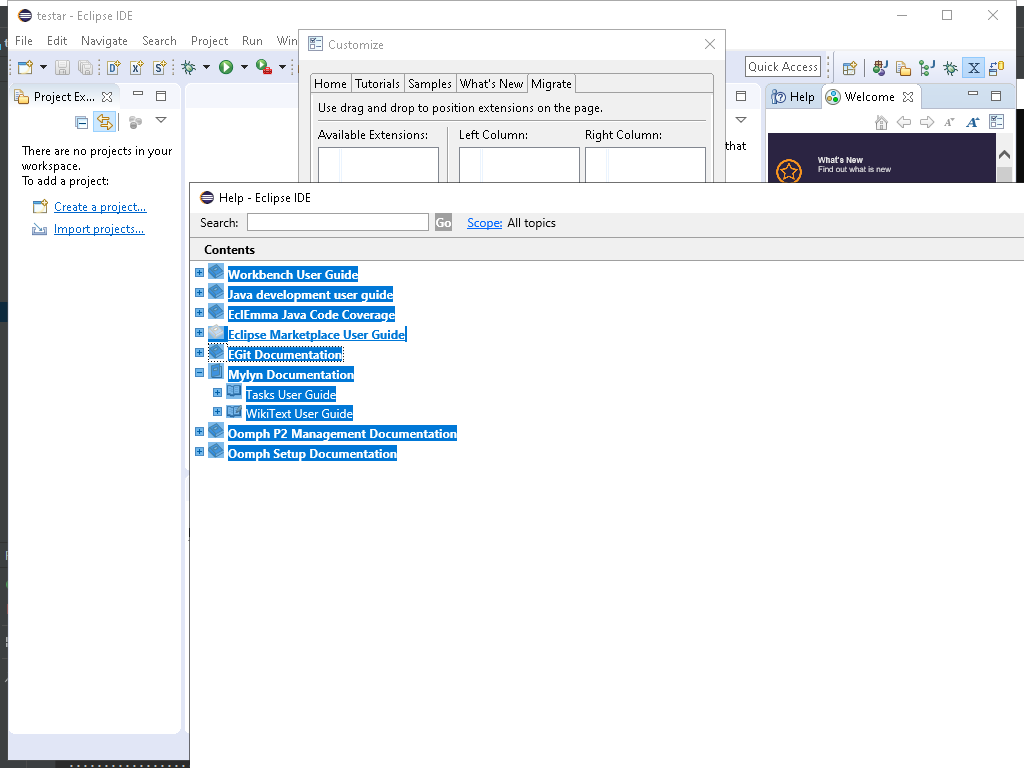 testar - Eclipse IDE
File Edit Navigate Search Project Run Win
Customize
Quick Access
Project Ex...
Home Tutorials Samples What's New Migrate
Use drag and drop to position extensions on the page.
Available Extensions: Left Column: Right Column:
Help Welcome
that
What's New
Find out what is new
There are no projects in your
workspace.
To add a project:
Create a project...
Import projects...
Help - Eclipse IDE
Search: Go Scope: All topics
Contents
Workbench User Guide
Java development user guide
EclEmma Java Code Coverage
Eclipse Marketplace User Guide
EGit Documentation
Mylyn Documentation
Tasks User Guide
WikiText User Guide
Oomph P2 Management Documentation
Oomph Setup Documentation